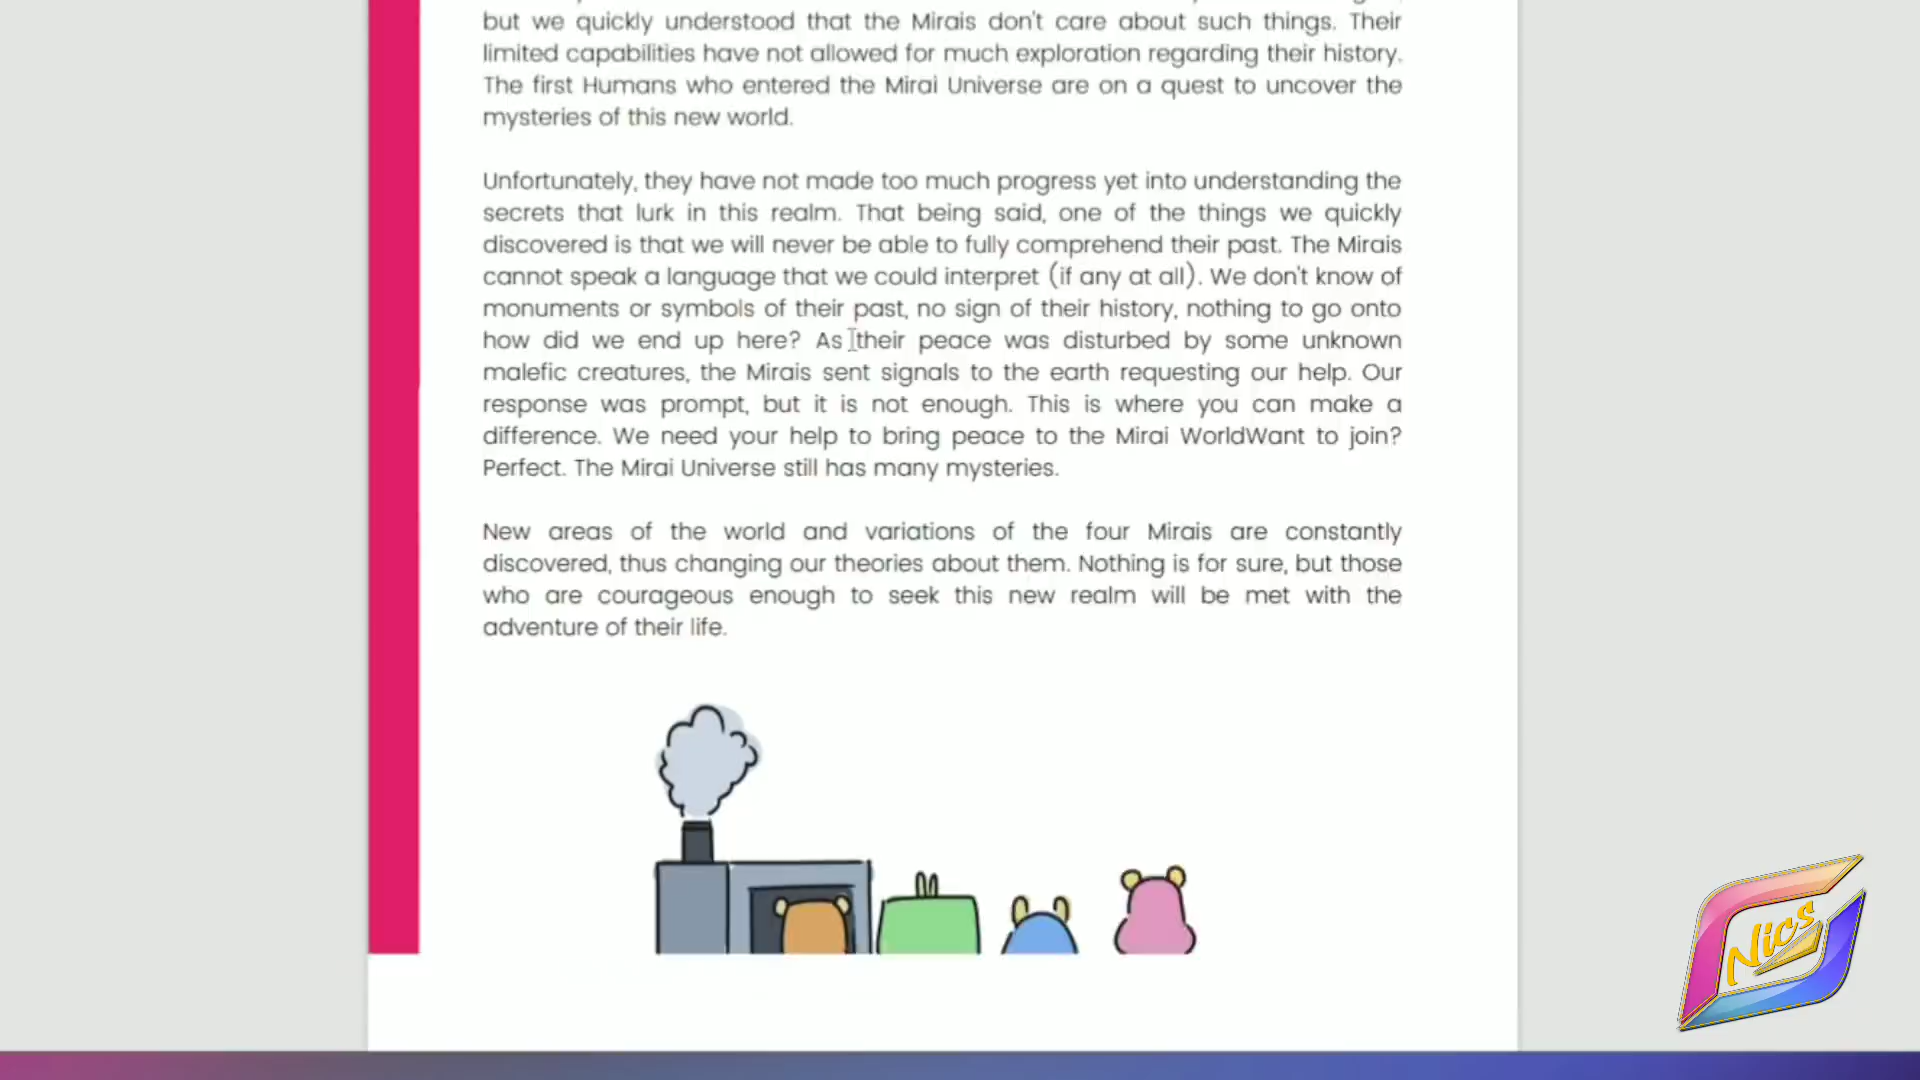 but we quickly understood that the Mirais don't care about such things. Their
limited capabilities have not allowed for much exploration regarding their history.
The first Humans who entered the Mirai Universe are on a quest to uncover the
mysteries of this new world.
Unfortunately, they have not made too much progress yet into understanding the
secrets that lurk in this realm. That being said, one of the things we quickly
discovered is that we will never be able to fully comprehend their past. The Mirais
cannot speak a language that we could interpret (if any at all). We don't know of
monuments or symbols of their past, no sign of their history, nothing to go onto
how did we end up here? As their peace was disturbed by some unknown
malefic creatures, the Mirais sent signals to the earth requesting our help. Our
response was prompt, but it is not enough. This is where you can make a
difference. We need your help to bring peace to the Mirai WorldWant to join?
Perfect. The Mirai Universe still has many mysteries.
New areas of the world and variations of the four Mirais are constantly
discovered, thus changing our theories about them. Nothing is for sure, but those
who are courageous enough to seek this new realm will be met with the
adventure of their life.
Nics